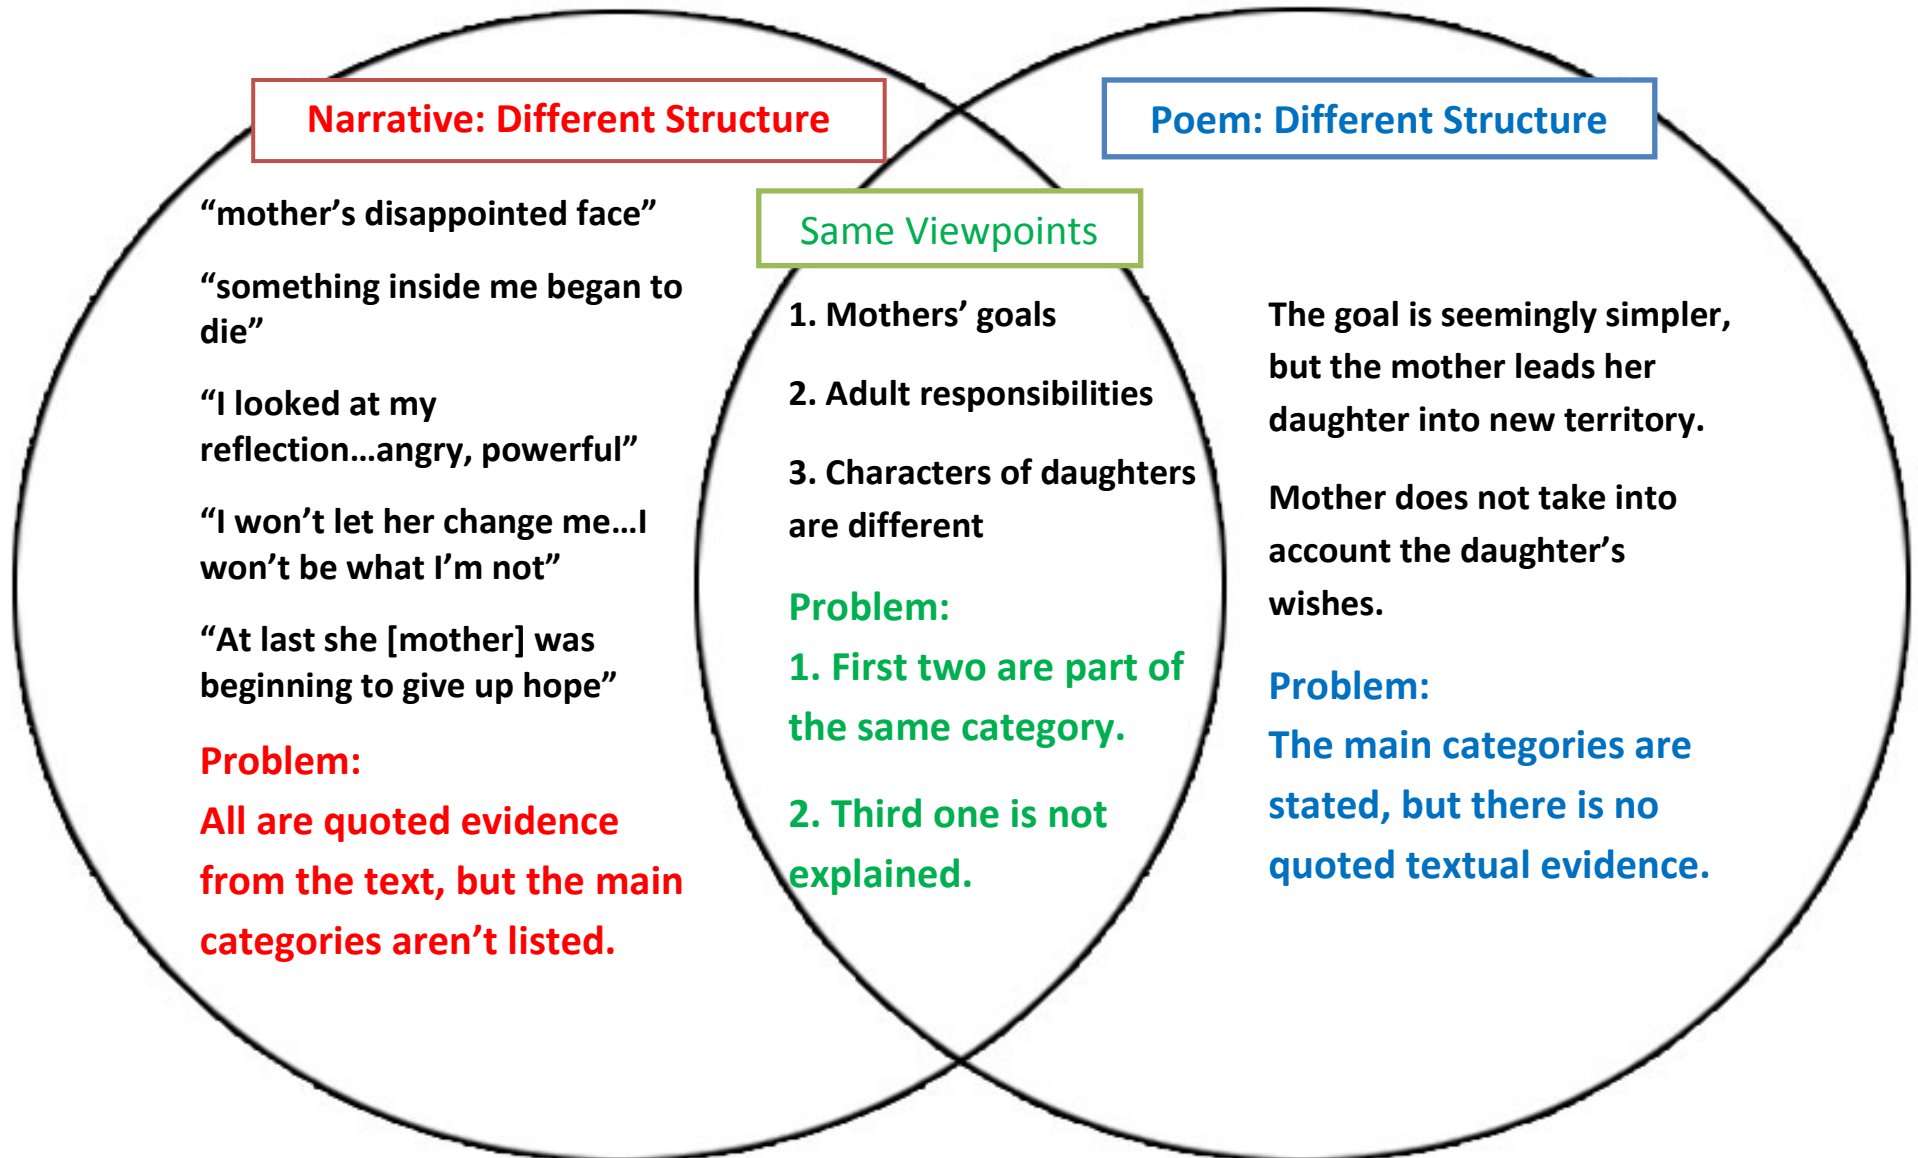 Narrative: Different Structure
“mother’s disappointed face”
“something inside me began to
die”
“I looked at my
reflection…angry, powerful”
“I won’t let her change me…I
won’t be what I’m not”
“At last she [mother] was
beginning to give up hope”
Problem:
All are quoted evidence
from the text, but the main
categories aren’t listed.
Same Viewpoints
1. Mothers’ goals
2. Adult responsibilities
3. Characters of daughters
are different
Problem:
1. First two are part of
the same category.
2. Third one is not
explained.
Poem: Different Structure
The goal is seemingly simpler,
but the mother leads her
daughter into new territory.
Mother does not take into
account the daughter’s
wishes.
Problem:
The main categories are
stated, but there is no
quoted textual evidence.